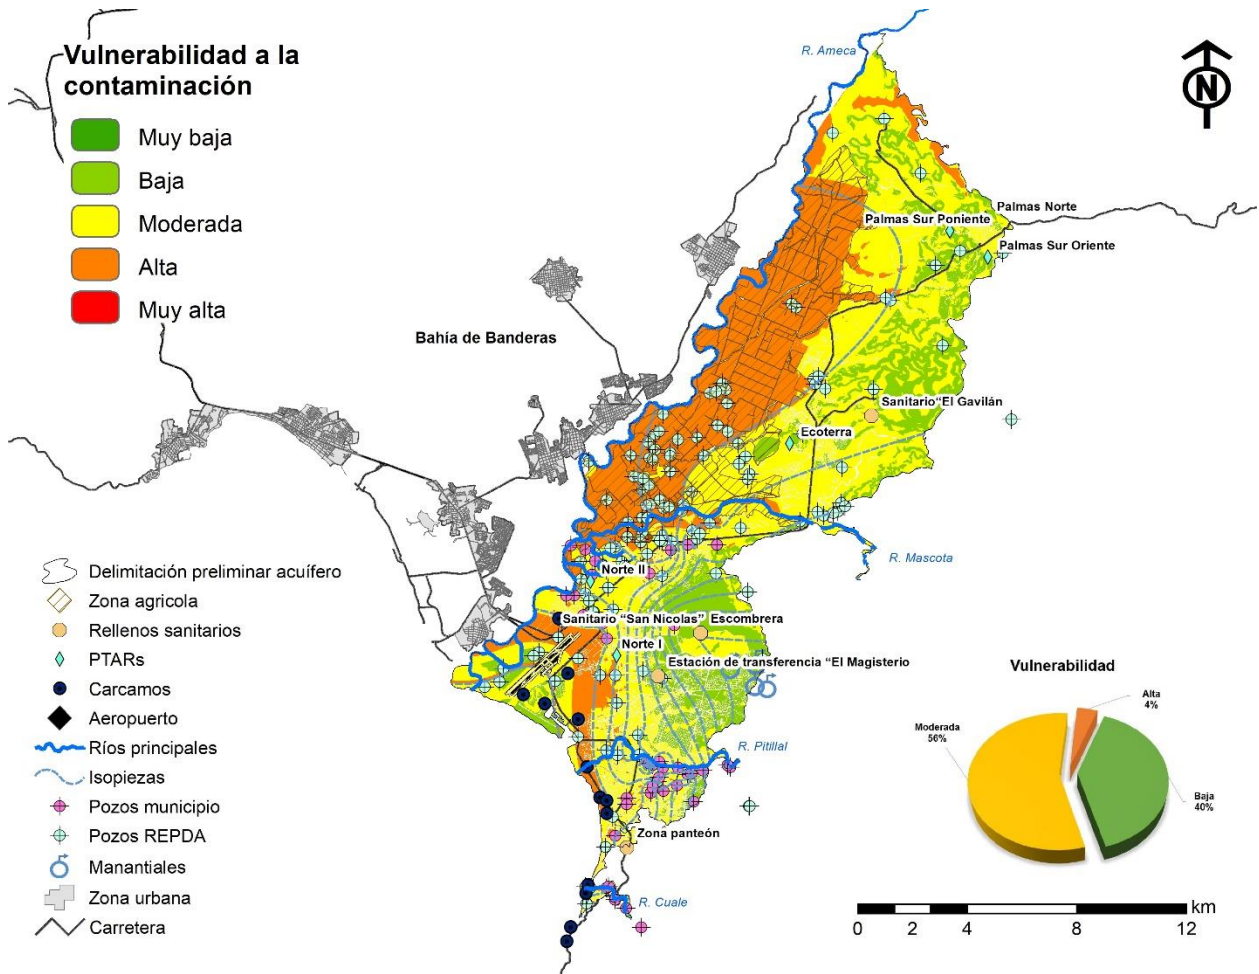 Vulnerabilidad a la
contaminación
Muy baja
Baja
Moderada
Alta
Muy alta
R. Ameca
N
Palmas Norte
Palmas Sur Poniente
Palmas Sur Oriente
Bahía de Banderas
Sanitario"El Gavilán
Ecoterra
R. Mascota
Norte II
Sanitario "San Nicolas"
Escombrera
Norte I
Estación de transferencia "El Magisterio
R. Pitillal
Zona panteón
R. Cuale
Delimitación preliminar acuífero
Zona agricola
Rellenos sanitarios
PTARs
Carcamos
Aeropuerto
Ríos principales
Isopiezas
Pozos municipio
Pozos REPDA
Manantiales
Zona urbana
Carretera
Vulnerabilidad
Alta
4%
Moderada
56%
Baja
40%
km
0 2 4 8 12